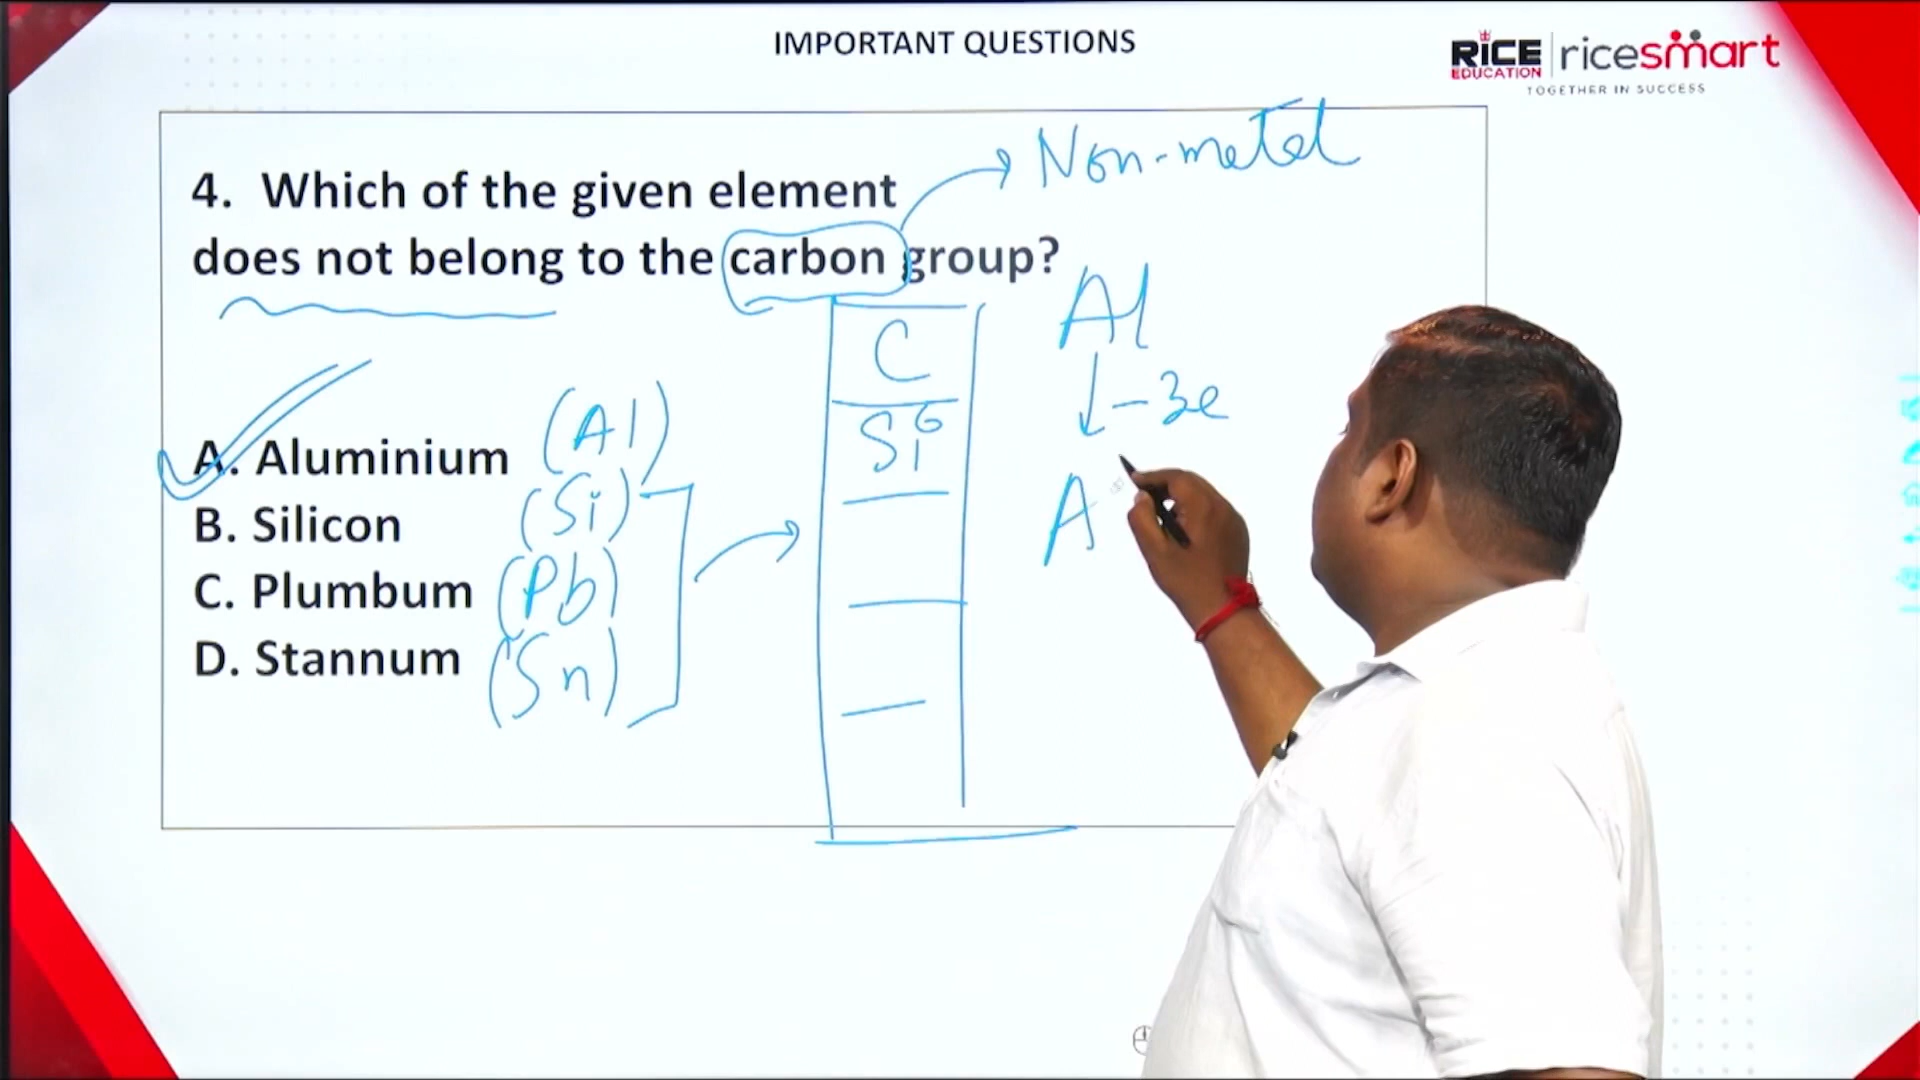 IMPORTANT QUESTIONS
RICE EDUCATION
ricesmart
TOGETHER IN SUCCESS
Non-metal
4. Which of the given element
does not belong to the carbon group?
A. Aluminium (Al)
B. Silicon (Si)
C. Plumbum (Pb)
D. Stannum (Sn)
C
Si
Al
-3e
A